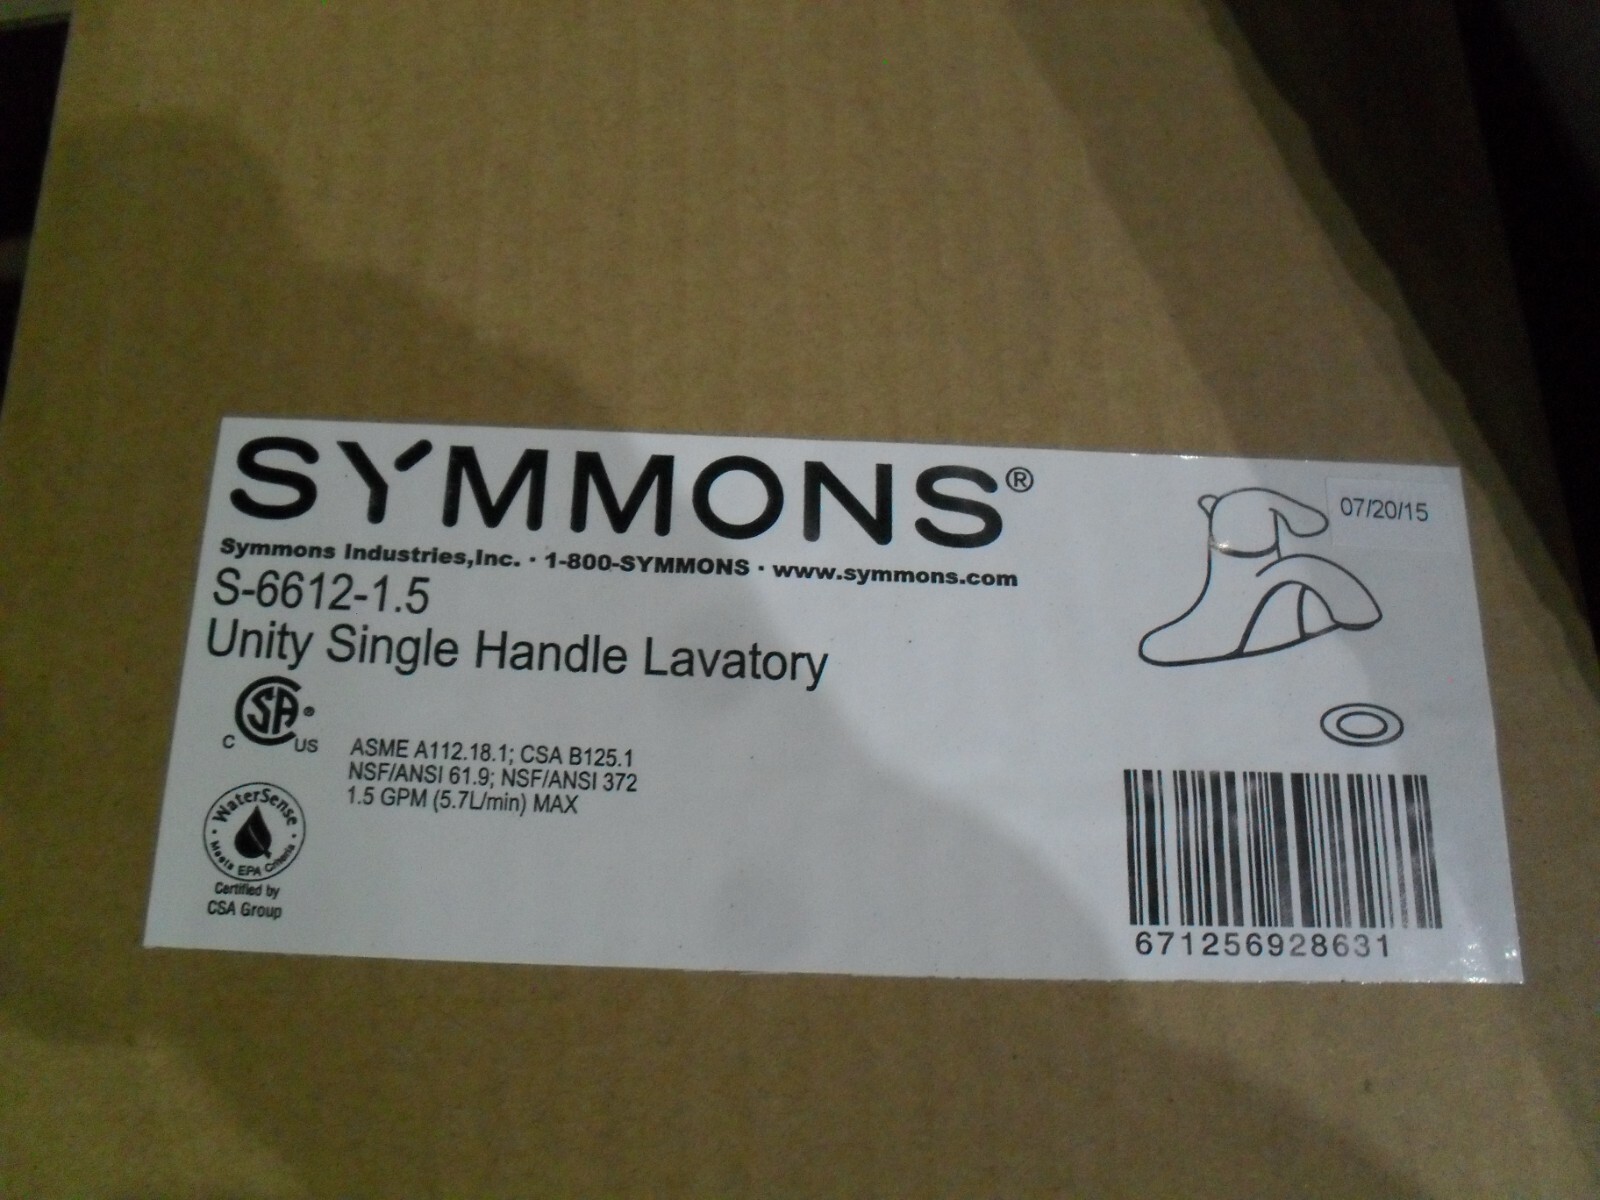 SYMMONS®
07/20/15
Symmons Industries,Inc. · 1-800-SYMMONS · www.symmons.com
S-6612-1.5
Unity Single Handle Lavatory
CSA®
C US
ASME A112.18.1; CSA B125.1
NSF/ANSI 61.9; NSF/ANSI 372
1.5 GPM (5.7L/min) MAX
WaterSense
Meets EPA Criteria
Certified by
CSA Group
671256928631